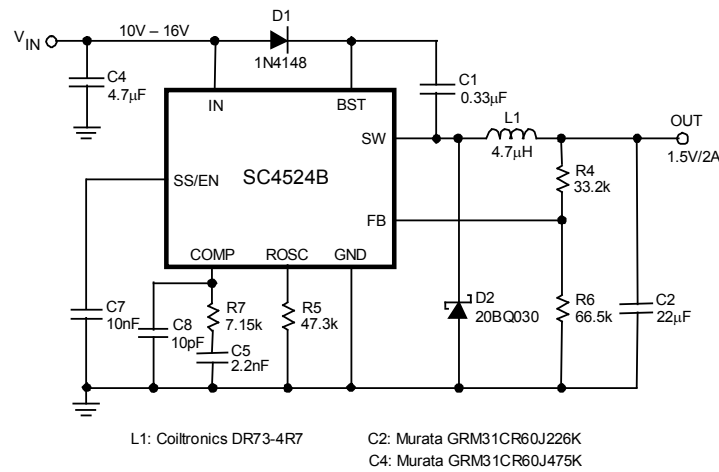 D1
V IN
10V – 16V
1N4148
C4
4.7µF
C1
0.33µF
IN
BST
L1
OUT
SW
4.7µH
1.5V/2A
SS/EN
SC4524B
R4
33.2k
FB
COMP
ROSC
GND
C7
10nF
C8
10pF
R7
7.15k
C5
2.2nF
R5
47.3k
D2
20BQ030
R6
66.5k
C2
22µF
L1: Coiltronics DR73-4R7
C2: Murata GRM31CR60J226K
C4: Murata GRM31CR60J475K